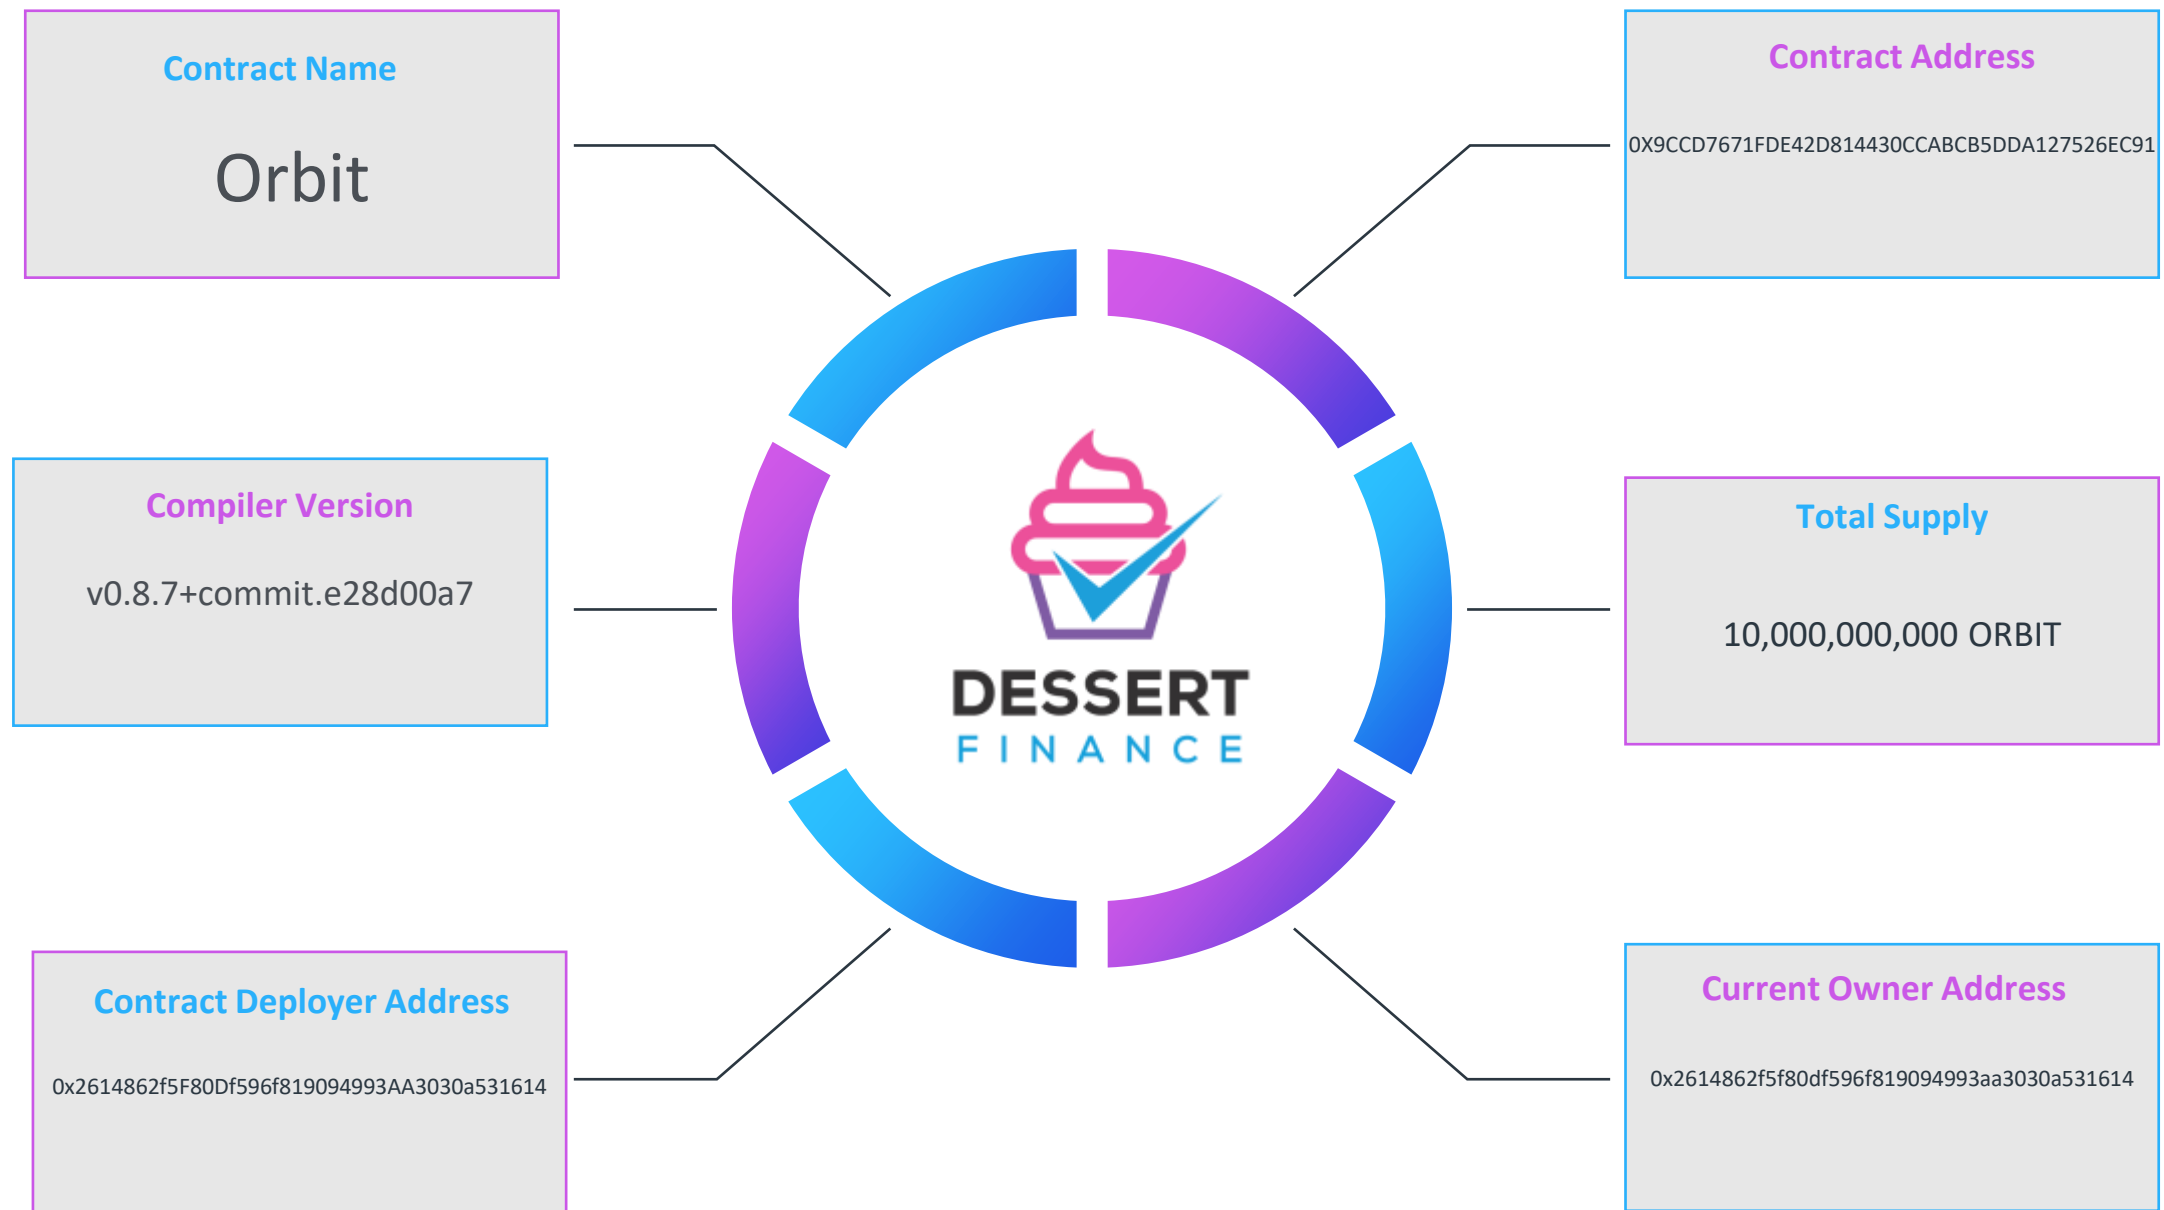 Contract Name
Orbit
Contract Address
0X9CCD7671FDE42D814430CCABCB5DDA127526EC91
Compiler Version
v0.8.7+commit.e28d00a7
DESSERT
FINANCE
Total Supply
10,000,000,000 ORBIT
Contract Deployer Address
0x2614862f5F80Df596f819094993AA3030a531614
Current Owner Address
0x2614862f5f80df596f819094993aa3030a531614